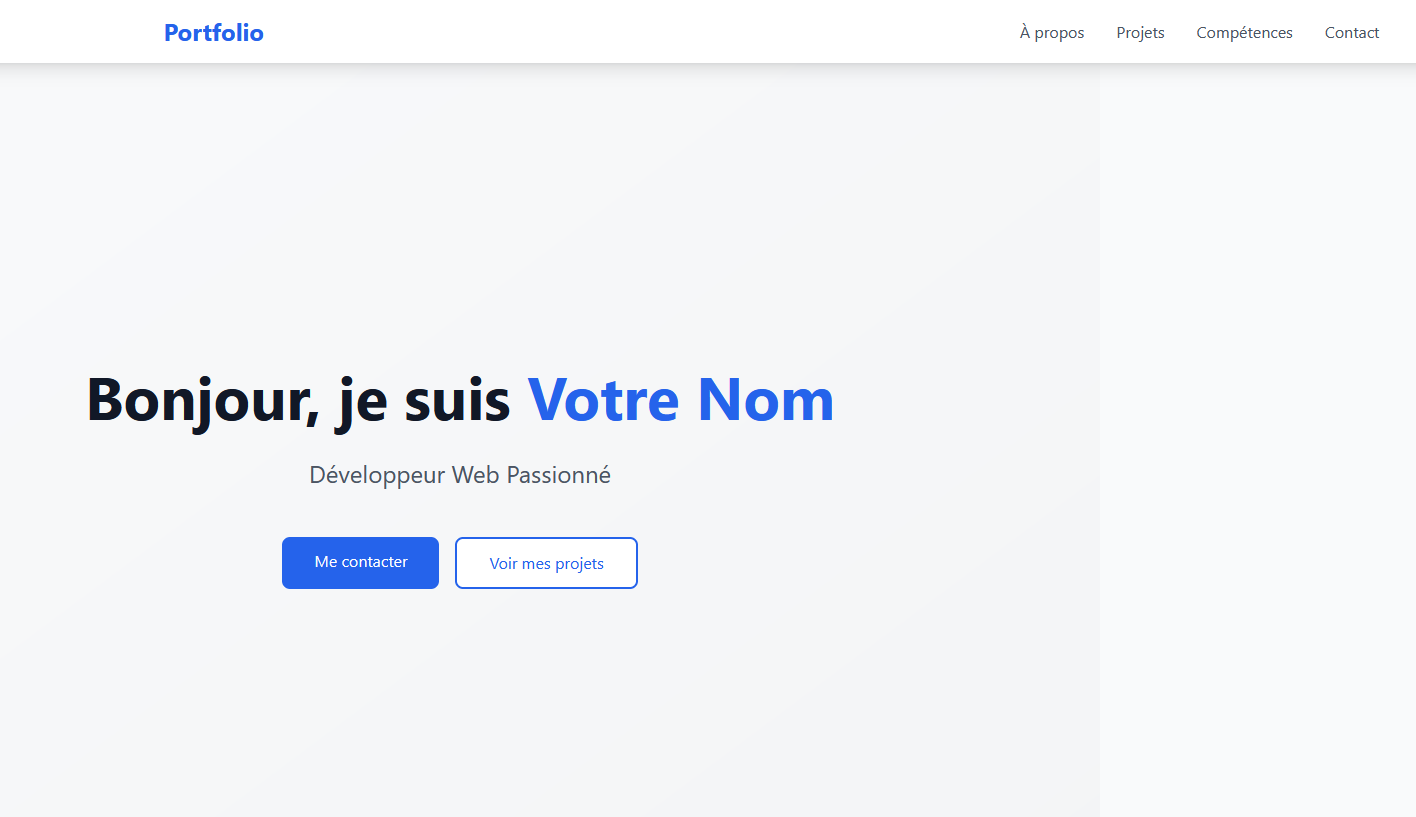 Portfolio
À propos Projets Compétences Contact
Bonjour, je suis Votre Nom
Développeur Web Passionné
Me contacter Voir mes projets